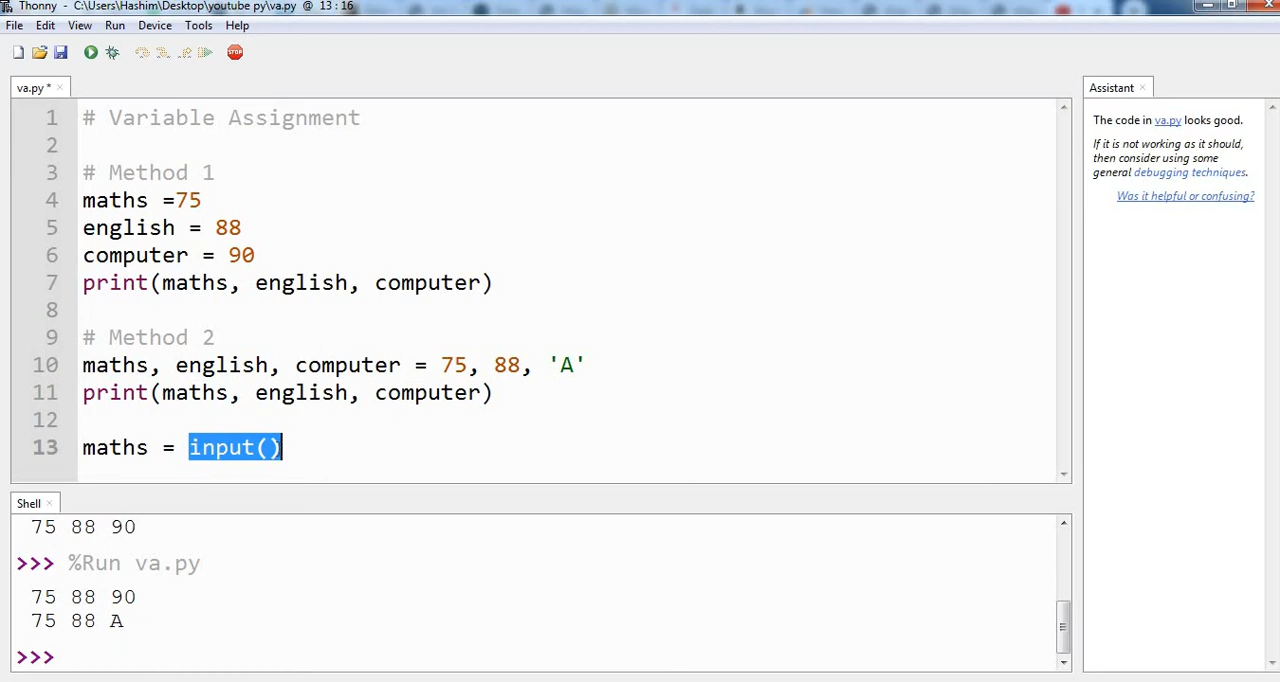 Thonny - C:\Users\Hashim\Desktop\youtube py\va.py @ 13 : 16
File Edit View Run Device Tools Help
STOP
va.py * ×
Assistant ×
1 # Variable Assignment
2
3 # Method 1
4 maths =75
5 english = 88
6 computer = 90
7 print(maths, english, computer)
8
9 # Method 2
10 maths, english, computer = 75, 88, 'A'
11 print(maths, english, computer)
12
13 maths = input()
The code in va.py looks good.
If it is not working as it should,
then consider using some
general debugging techniques.
Was it helpful or confusing?
Shell ×
75 88 90
>>> %Run va.py
75 88 90
75 88 A
>>>